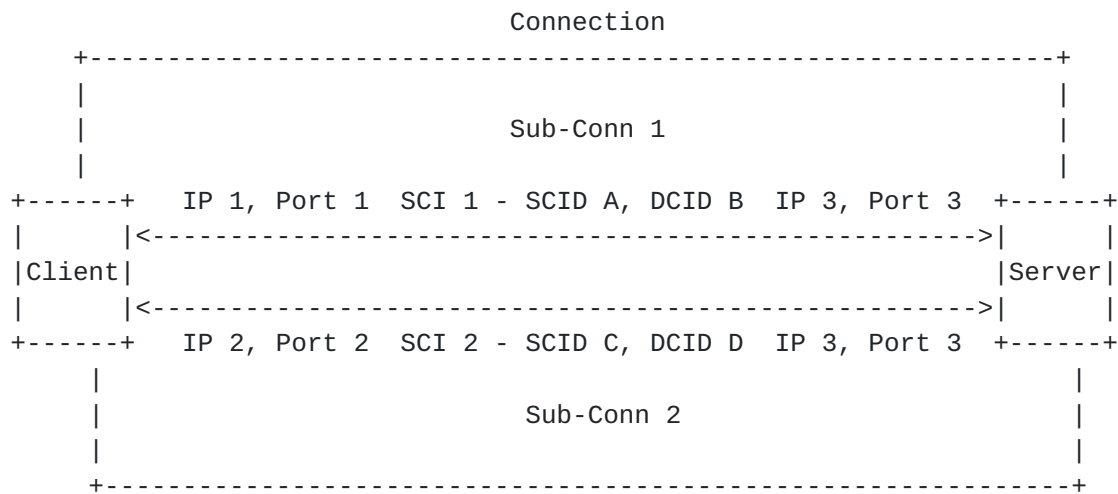 Connection
Sub-Conn 1
IP 1, Port 1 SCI 1 - SCID A, DCID B IP 3, Port 3
Client Server
IP 2, Port 2 SCI 2 - SCID C, DCID D IP 3, Port 3
Sub-Conn 2